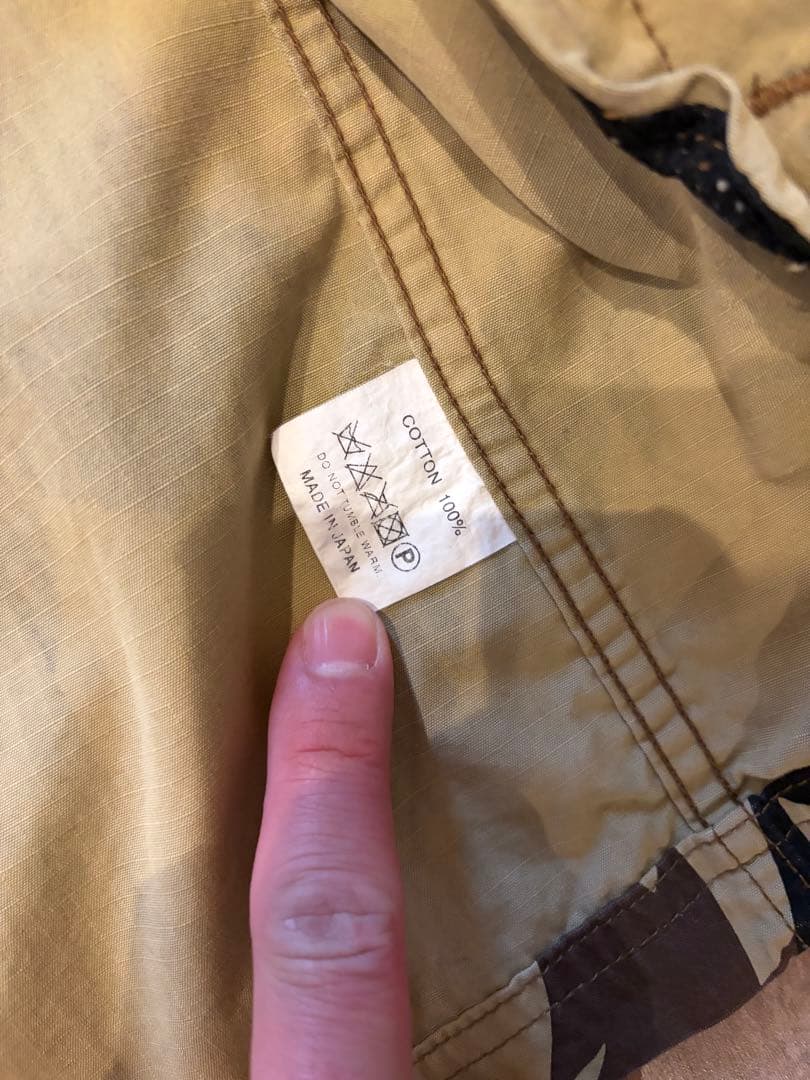 COTTON 100%
P
DO NOT TUMBLE WARM.
MADE IN JAPAN